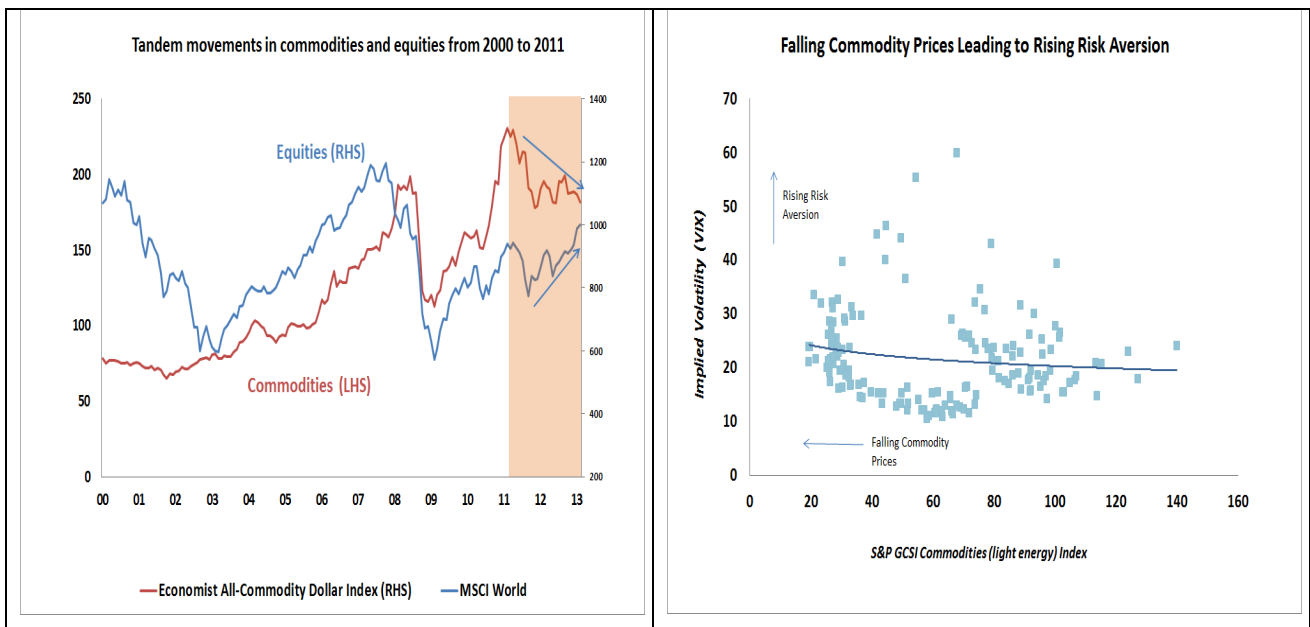 Tandem movements in commodities and equities from 2000 to 2011
250
200
150
100
50
0
1400
1200
1000
800
600
400
200
Equities (RHS)
Commodities (LHS)
00 01 02 03 04 05 06 07 08 09 10 11 12 13
Economist All-Commodity Dollar Index (RHS) MSCI World
Falling Commodity Prices Leading to Rising Risk Aversion
Implied Volatility (VIX)
70
60
50
40
30
20
10
0
Rising Risk
Aversion
Falling Commodity
Prices
0 20 40 60 80 100 120 140 160
S&P GCSI Commodities (light energy) Index